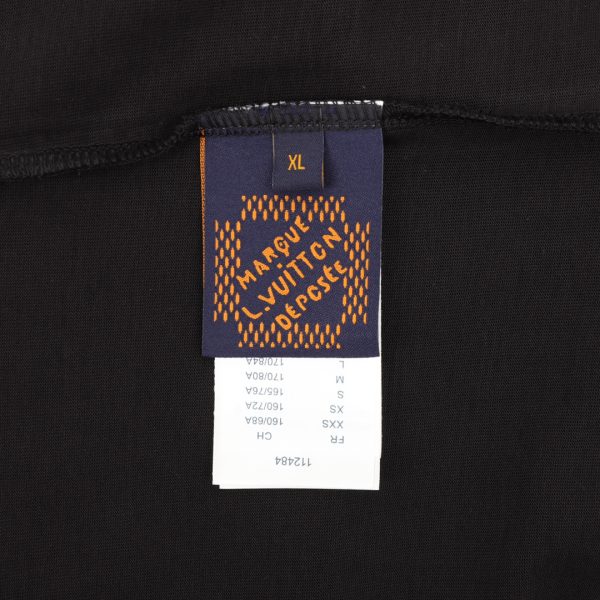 XL
MARQUE
L.VUITTON
DÉPOSÉE
112484
FR CH
XXS 160/68A
XS 160/72A
S 165/76A
M 170/80A
L 170/84A